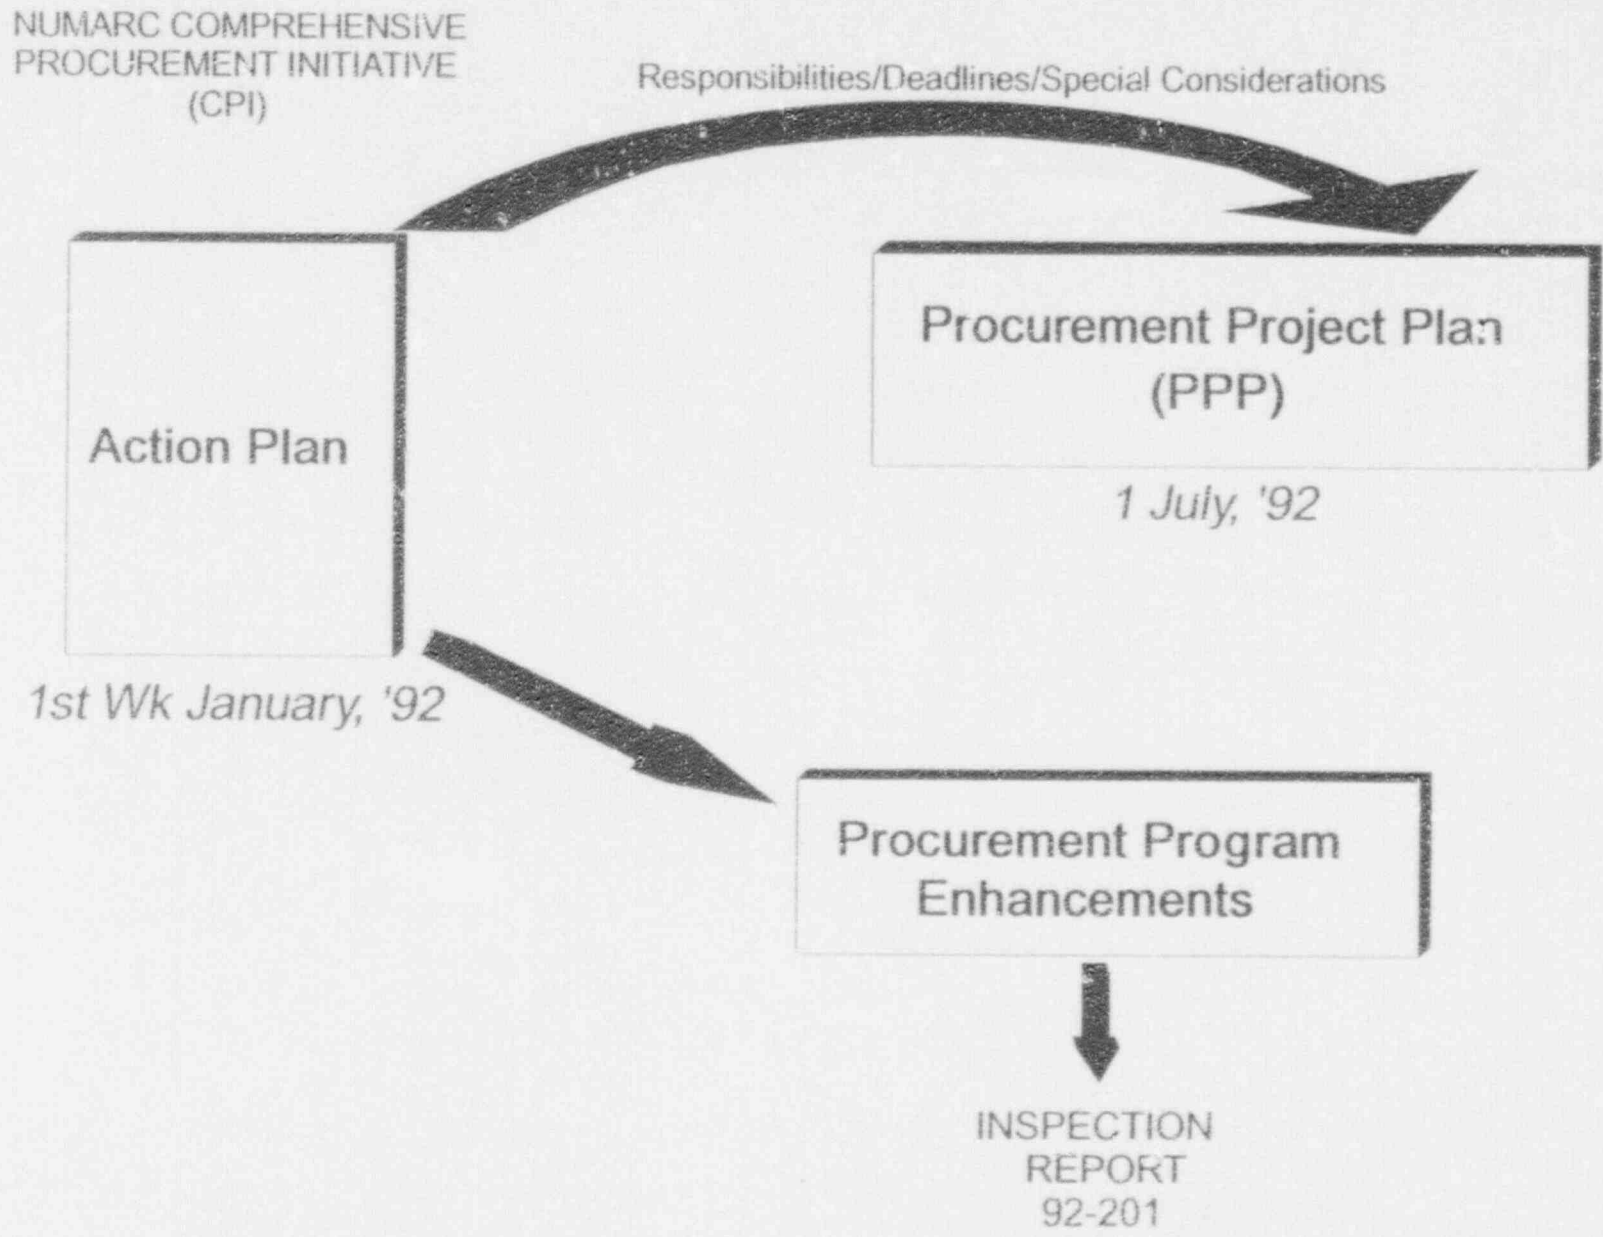 NUMARC COMPREHENSIVE
PROCUREMENT INITIATIVE
(CPI)
Responsibilities/Deadlines/Special Considerations
Action Plan
1st Wk January, '92
Procurement Project Plan
(PPP)
1 July, '92
Procurement Program
Enhancements
INSPECTION
REPORT
92-201